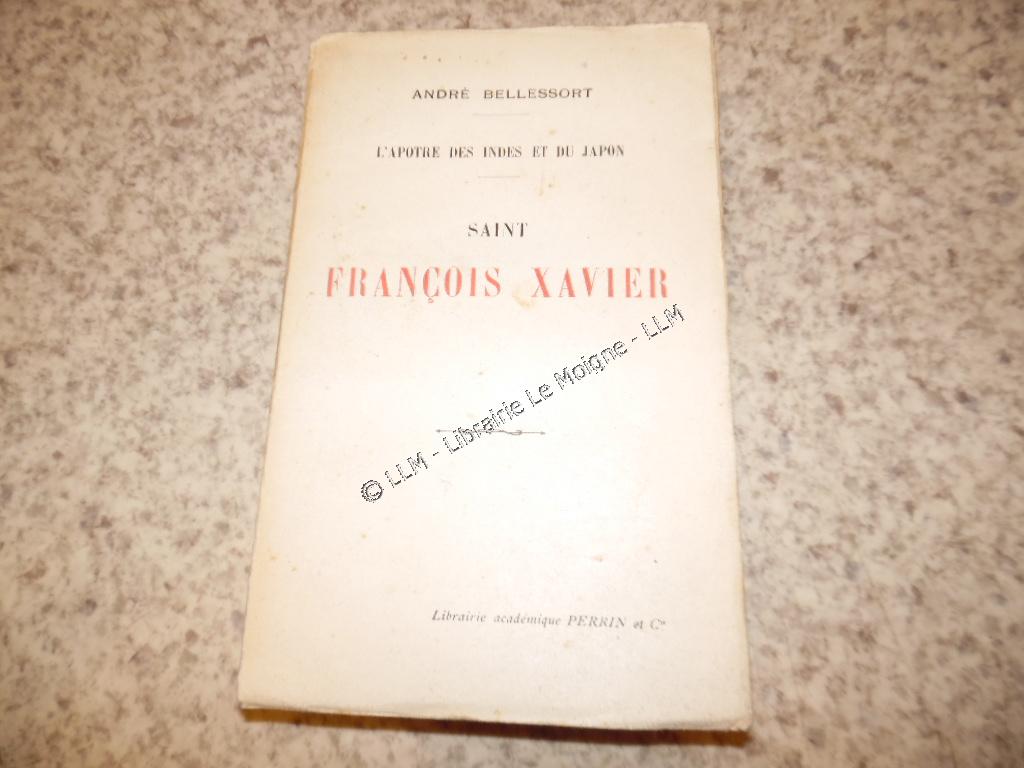 ANDRÉ BELLESSORT
L'APOTRE DES INDES ET DU JAPON
SAINT
FRANÇOIS XAVIER
© LLM - Librairie Le Moigne - LLM
Librairie académique PERRIN et Cie